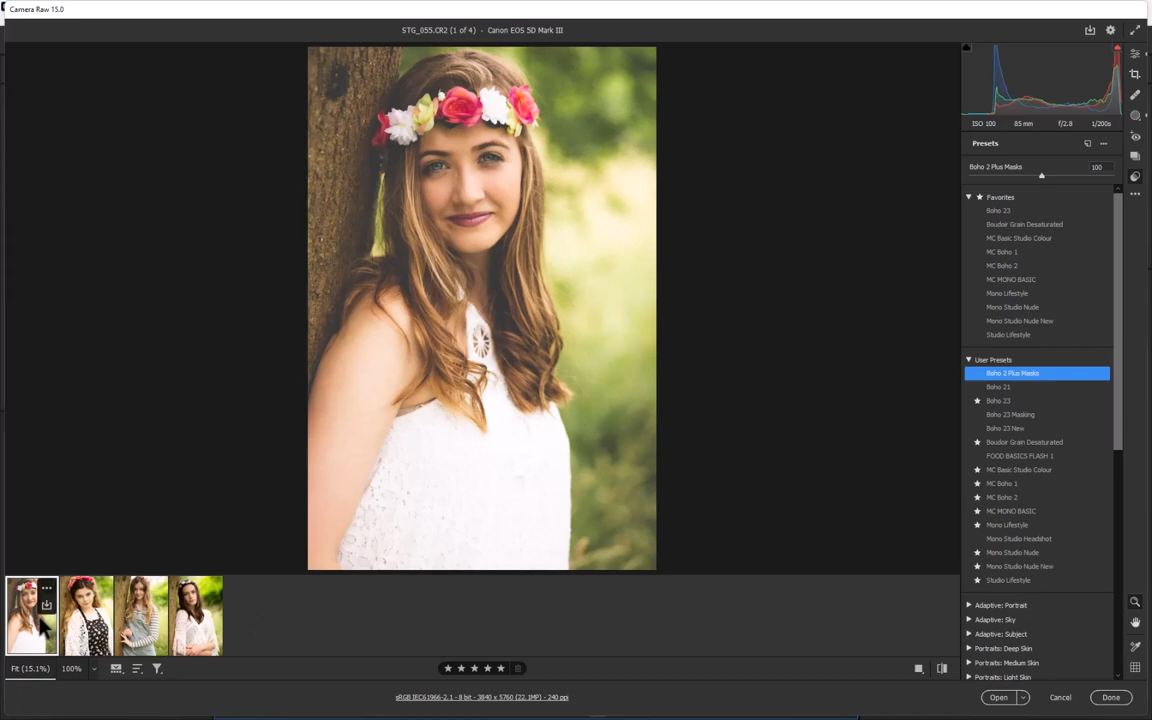 Camera Raw 15.0
STG_055.CR2 (1 of 4) - Canon EOS 5D Mark III
ISO 100 85 mm f/2.8 1/200s
Presets
Boho 2 Plus Masks 100
Favorites
Boho 23
Boudoir Grain Desaturated
MC Basic Studio Colour
MC Boho 1
MC Boho 2
MC MONO BASIC
Mono Lifestyle
Mono Studio Nude
Mono Studio Nude New
Studio Lifestyle
User Presets
Boho 2 Plus Masks
Boho 21
Boho 23
Boho 23 Masking
Boho 23 New
Boudoir Grain Desaturated
FOOD BASICS FLASH 1
MC Basic Studio Colour
MC Boho 1
MC Boho 2
MC MONO BASIC
Mono Lifestyle
Mono Studio Headshot
Mono Studio Nude
Mono Studio Nude New
Studio Lifestyle
Adaptive: Portrait
Adaptive: Sky
Adaptive: Subject
Portraits: Deep Skin
Portraits: Medium Skin
Portraits: Light Skin
Fit (15.1%) 100%
sRGB IEC61966-2.1 - 8 bit - 3840 x 5760 (22.1MP) - 240 ppi
Open Cancel Done